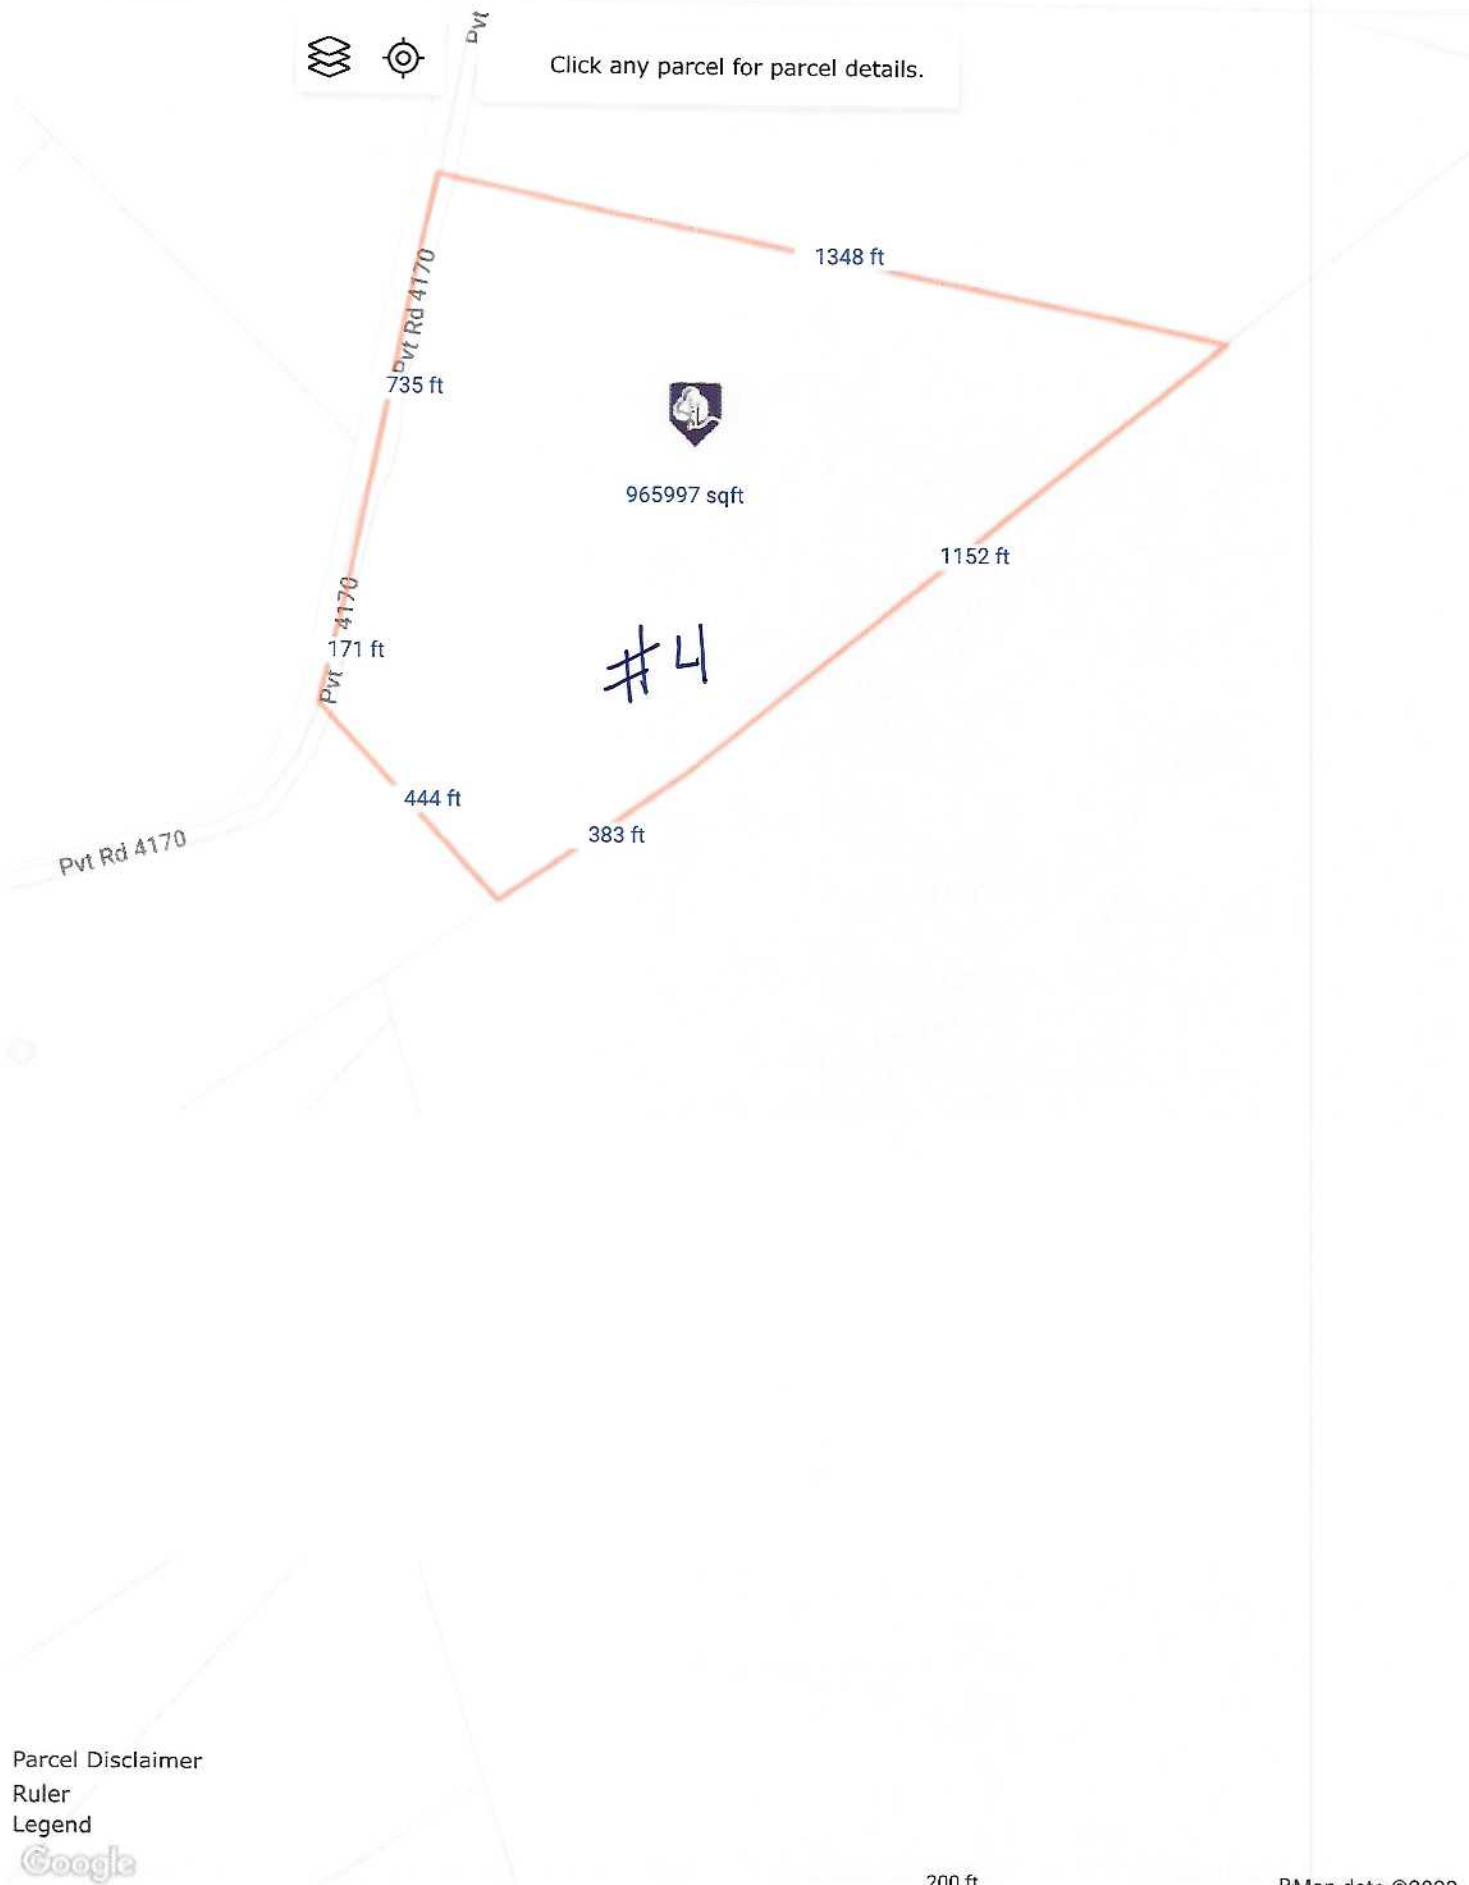 Pvt
Click any parcel for parcel details.
1348 ft
Pvt Rd 4170
735 ft
965997 sqft
1152 ft
4170
171 ft
Pvt
#4
444 ft
383 ft
Pvt Rd 4170
Parcel Disclaimer
Ruler
Legend
Google
200 ft